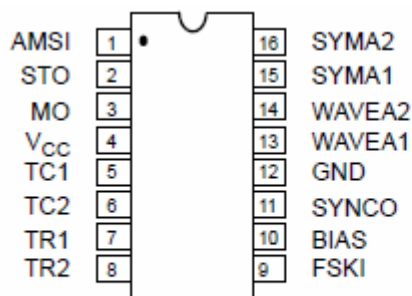 AMSI 1 16 SYMA2
STO 2 15 SYMA1
MO 3 14 WAVEA2
VCC 4 13 WAVEA1
TC1 5 12 GND
TC2 6 11 SYNCO
TR1 7 10 BIAS
TR2 8 9 FSKI